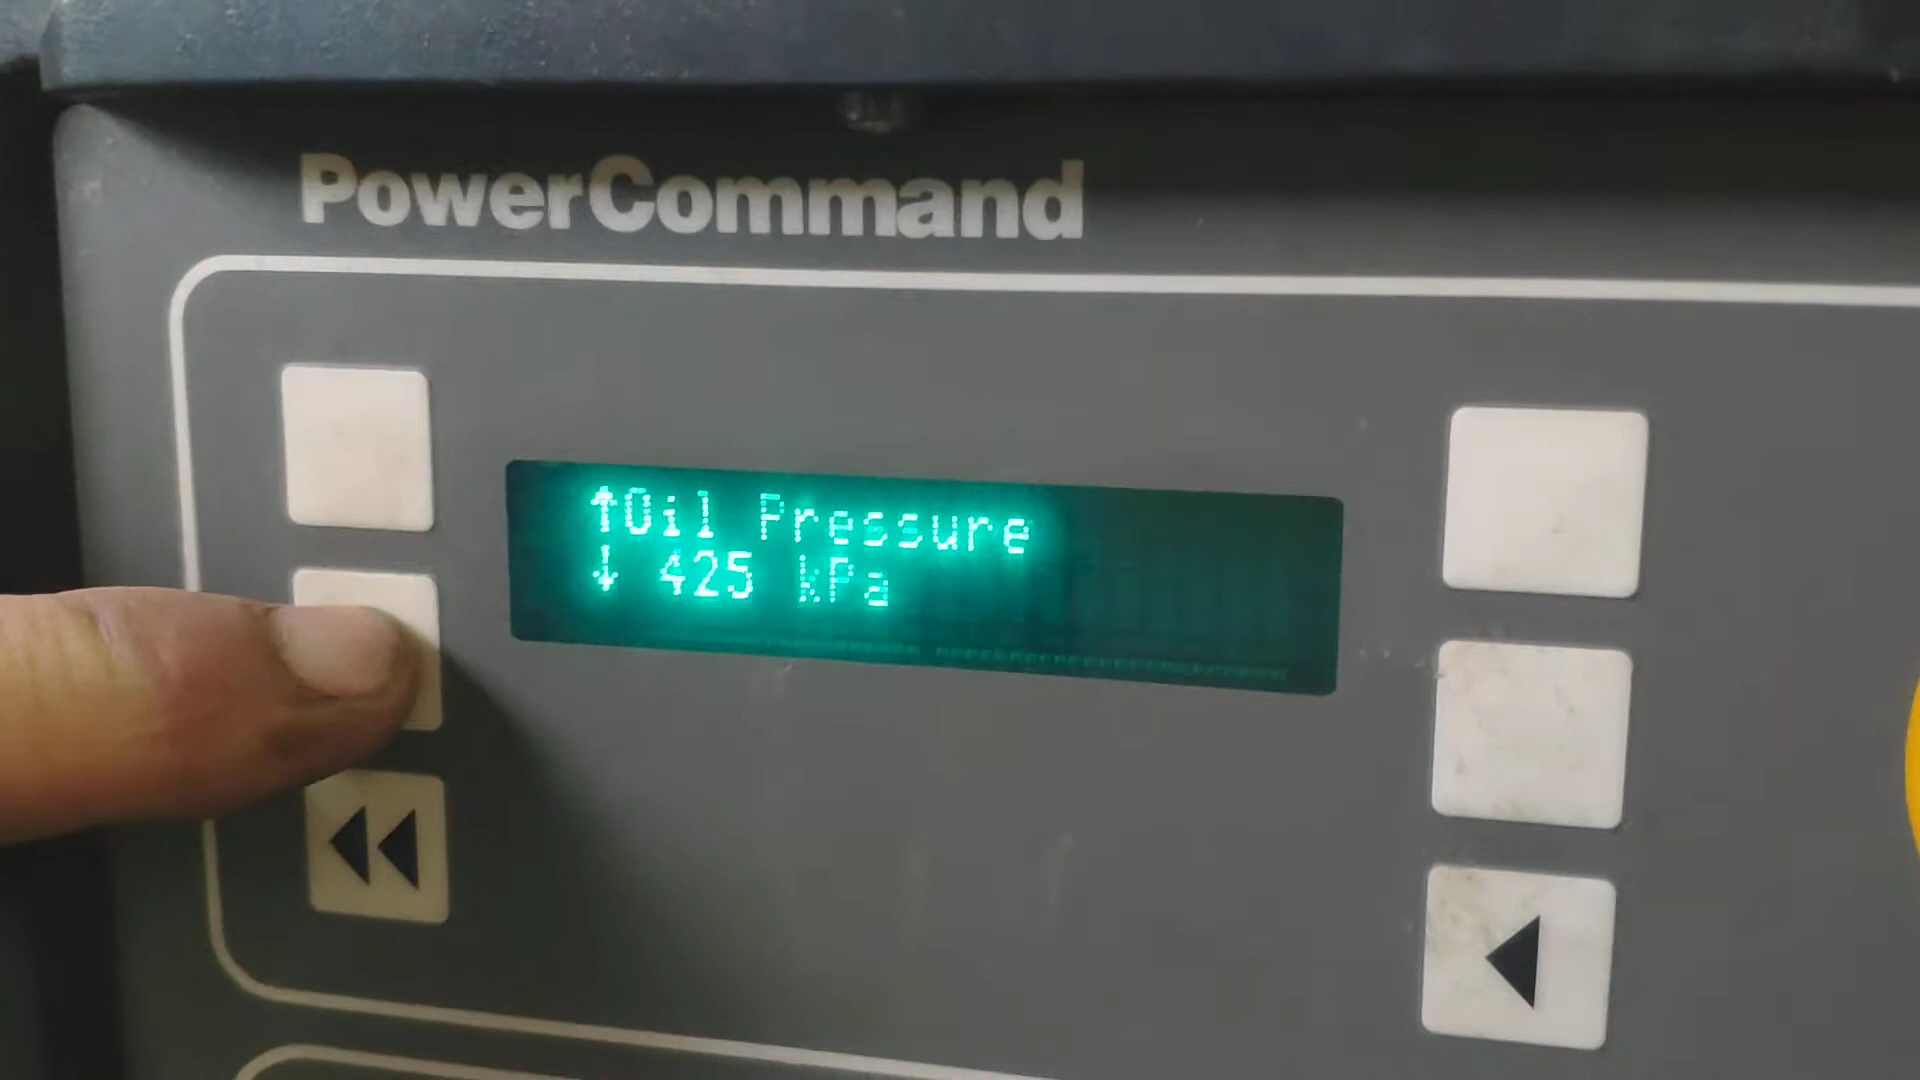 PowerCommand
↑Oil Pressure
↓ 425 kPa